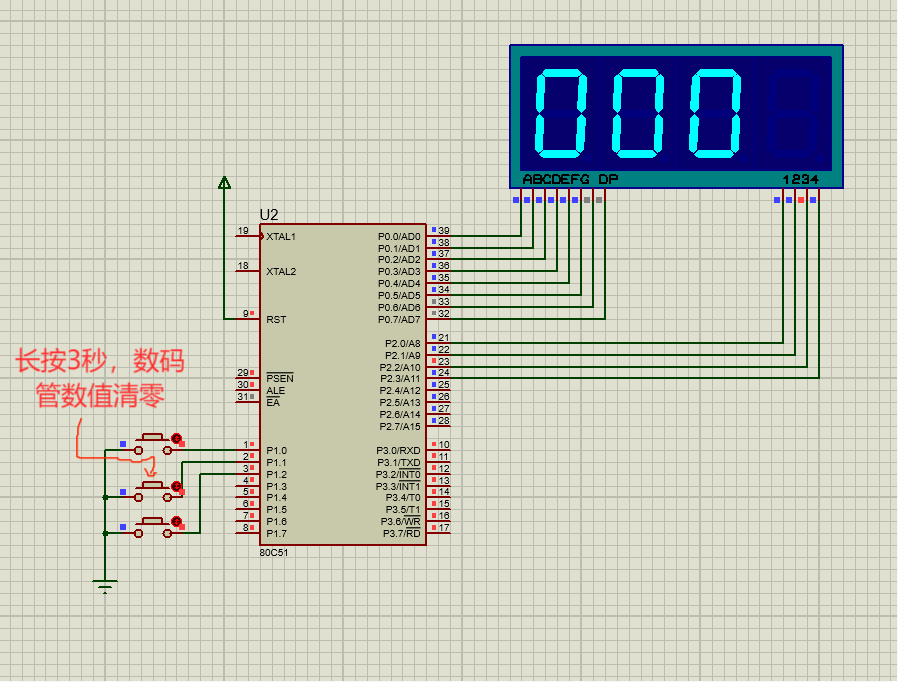 000
ABCDEFG DP
1234
U2
19
XTAL1
18
XTAL2
9
RST
29
PSEN
30
ALE
31
EA
1
P1.0
2
P1.1
3
P1.2
4
P1.3
5
P1.4
6
P1.5
7
P1.6
8
P1.7
P0.0/AD0
39
P0.1/AD1
38
P0.2/AD2
37
P0.3/AD3
36
P0.4/AD4
35
P0.5/AD5
34
P0.6/AD6
33
P0.7/AD7
32
P2.0/A8
21
P2.1/A9
22
P2.2/A10
23
P2.3/A11
24
P2.4/A12
25
P2.5/A13
26
P2.6/A14
27
P2.7/A15
28
P3.0/RXD
10
P3.1/TXD
11
P3.2/INT0
12
P3.3/INT1
13
P3.4/T0
14
P3.5/T1
15
P3.6/WR
16
P3.7/RD
17
80C51
长按3秒，数码
管数值清零